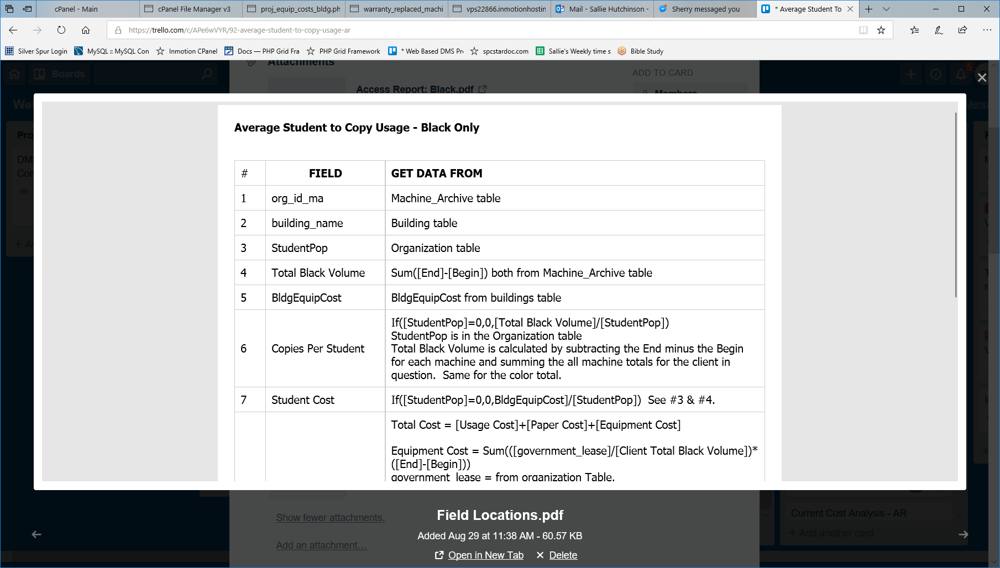 cPanel - Main
cPanel File Manager v3
proj_equip_costs_bldg.ph
warranty_replaced_machi
vps22866.inmotionhostin
Mail - Sallie Hutchinson -
Sherry messaged you
* Average Student To
https://trello.com/c/APe6wVYR/92-average-student-to-copy-usage-ar
Silver Spur Login
MySQL :: MySQL Con
Inmotion CPanel
Docs — PHP Grid Fra
PHP Grid Framework
* Web Based DMS Pro
spcstardoc.com
Sallie's Weekly time s
Bible Study
Boards
Attachments
ADD TO CARD
Access Report: Black.pdf
Members
5
Menu
Average Student to Copy Usage - Black Only
# FIELD GET DATA FROM
1 org_id_ma Machine_Archive table
2 building_name Building table
3 StudentPop Organization table
4 Total Black Volume Sum([End]-[Begin]) both from Machine_Archive table
5 BldgEquipCost BldgEquipCost from buildings table
If([StudentPop]=0,0,[Total Black Volume]/[StudentPop])
StudentPop is in the Organization table
6 Copies Per Student Total Black Volume is calculated by subtracting the End minus the Begin
for each machine and summing the all machine totals for the client in
question.  Same for the color total.
7 Student Cost If([StudentPop]=0,0,BldgEquipCost]/[StudentPop])  See #3 & #4.
Total Cost = [Usage Cost]+[Paper Cost]+[Equipment Cost]
Equipment Cost = Sum(([government_lease]/[Client Total Black Volume])*
([End]-[Begin]))
government_lease = from organization Table.
Show fewer attachments.
Add an attachment…
Field Locations.pdf
Added Aug 29 at 11:38 AM - 60.57 KB
Open in New Tab
Delete
Current Cost Analysis - AR
+ Add another card